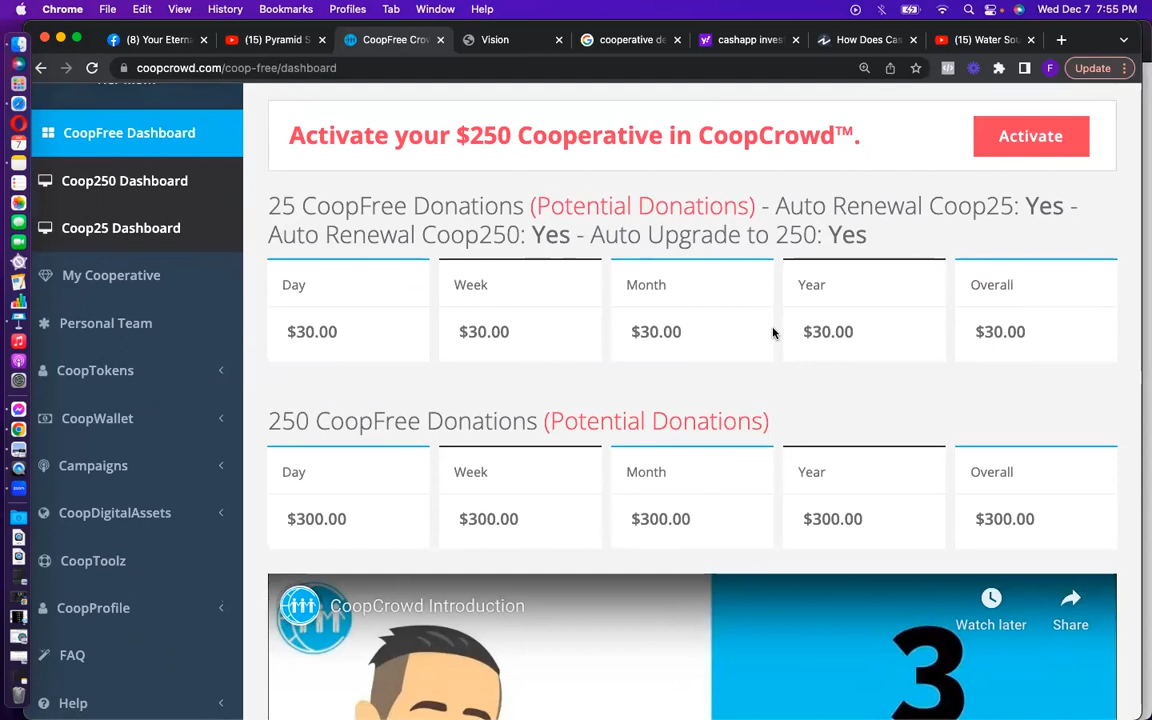 Chrome File Edit View History Bookmarks Profiles Tab Window Help Wed Dec 7 7:55 PM
(8) Your Etern (15) Pyramid S CoopFree Cro Vision cooperative de cashapp inves How Does Ca (15) Water So
coopcrowd.com/coop-free/dashboard F Update
CoopFree Dashboard
Coop250 Dashboard
Coop25 Dashboard
My Cooperative
Personal Team
CoopTokens
CoopWallet
Campaigns
CoopDigitalAssets
CoopToolz
CoopProfile
FAQ
Help
Activate your $250 Cooperative in CoopCrowd™. Activate
25 CoopFree Donations (Potential Donations) - Auto Renewal Coop25: Yes -
Auto Renewal Coop250: Yes - Auto Upgrade to 250: Yes
Day Week Month Year Overall
$30.00 $30.00 $30.00 $30.00 $30.00
250 CoopFree Donations (Potential Donations)
Day Week Month Year Overall
$300.00 $300.00 $300.00 $300.00 $300.00
CoopCrowd Introduction
Watch later Share
3